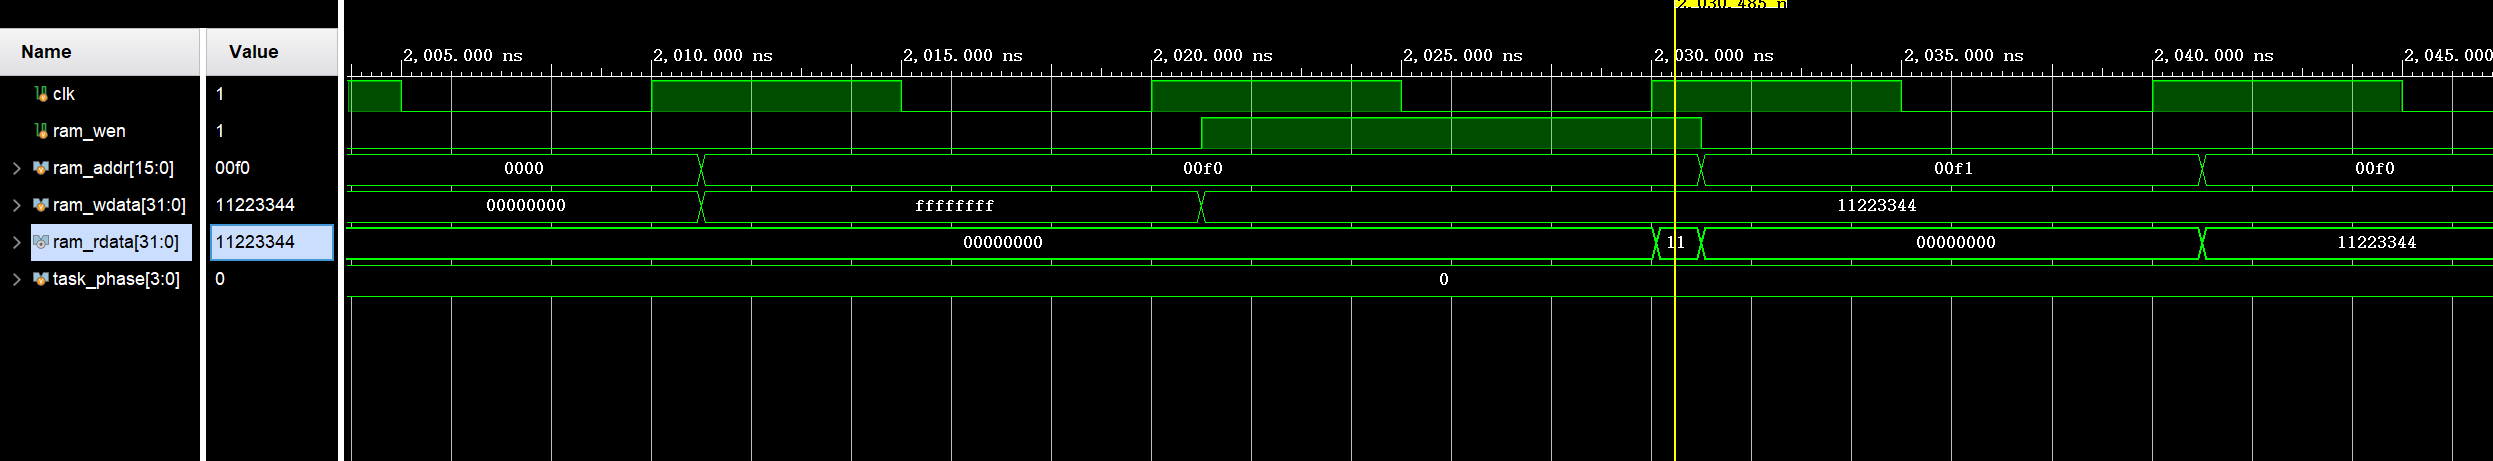 2,030.485 n
2,005.000 ns 2,010.000 ns 2,015.000 ns 2,020.000 ns 2,025.000 ns 2,030.000 ns 2,035.000 ns 2,040.000 ns 2,045.000
Name Value
clk 1
ram_wen 1
ram_addr[15:0] 00f0 0000 00f0 00f1 00f0
ram_wdata[31:0] 11223344 00000000 ffffffff 11223344
ram_rdata[31:0] 11223344 00000000 11 00000000 11223344
task_phase[3:0] 0 0